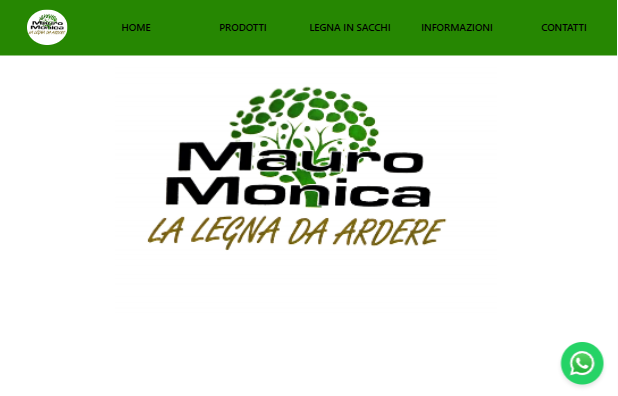 Mauro
Monica
LA LEGNA DA ARDERE
HOME PRODOTTI LEGNA IN SACCHI INFORMAZIONI CONTATTI
Mauro
Monica
LA LEGNA DA ARDERE